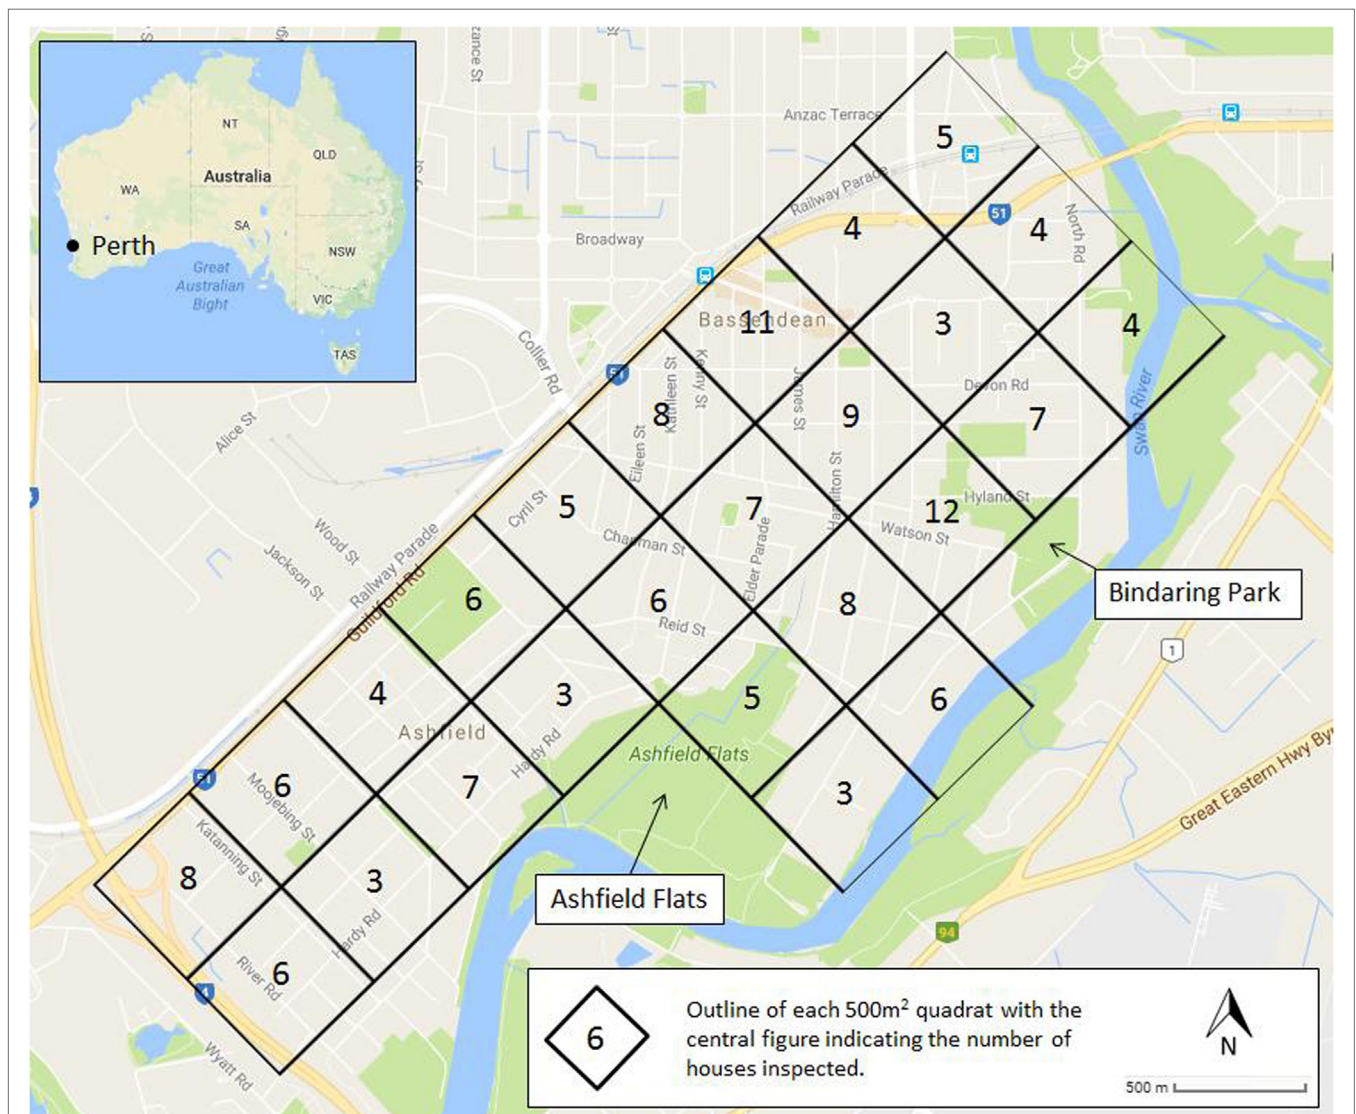 NT
QLD
Australia
WA
SA
NSW
Perth
Great
Australian
Bight
VIC
TAS
Anzac Terrace
Railway Parade
Broadway
51
North Rd
5
4
4
Bassendean
11
3
4
Collier Rd
51
Kathleen St
Kenny St
James St
Devon Rd
Swan River
8
9
7
Alice St
Eileen St
Hamilton St
Hyland St
Cyril St
5
7
12
Watson St
Chapman St
Elder Parade
Wood St
Jackson St
Railway Parade
Guildford Rd
6
6
8
Reid St
Bindaring Park
1
4
3
5
6
Ashfield
Hardy Rd
Ashfield Flats
51
6
7
3
Moojebing St
Katanning St
Great Eastern Hwy By
8
3
Ashfield Flats
Hardy Rd
94
River Rd
6
4
Wyatt Rd
6
Outline of each 500m² quadrat with the
central figure indicating the number of
houses inspected.
N
500 m